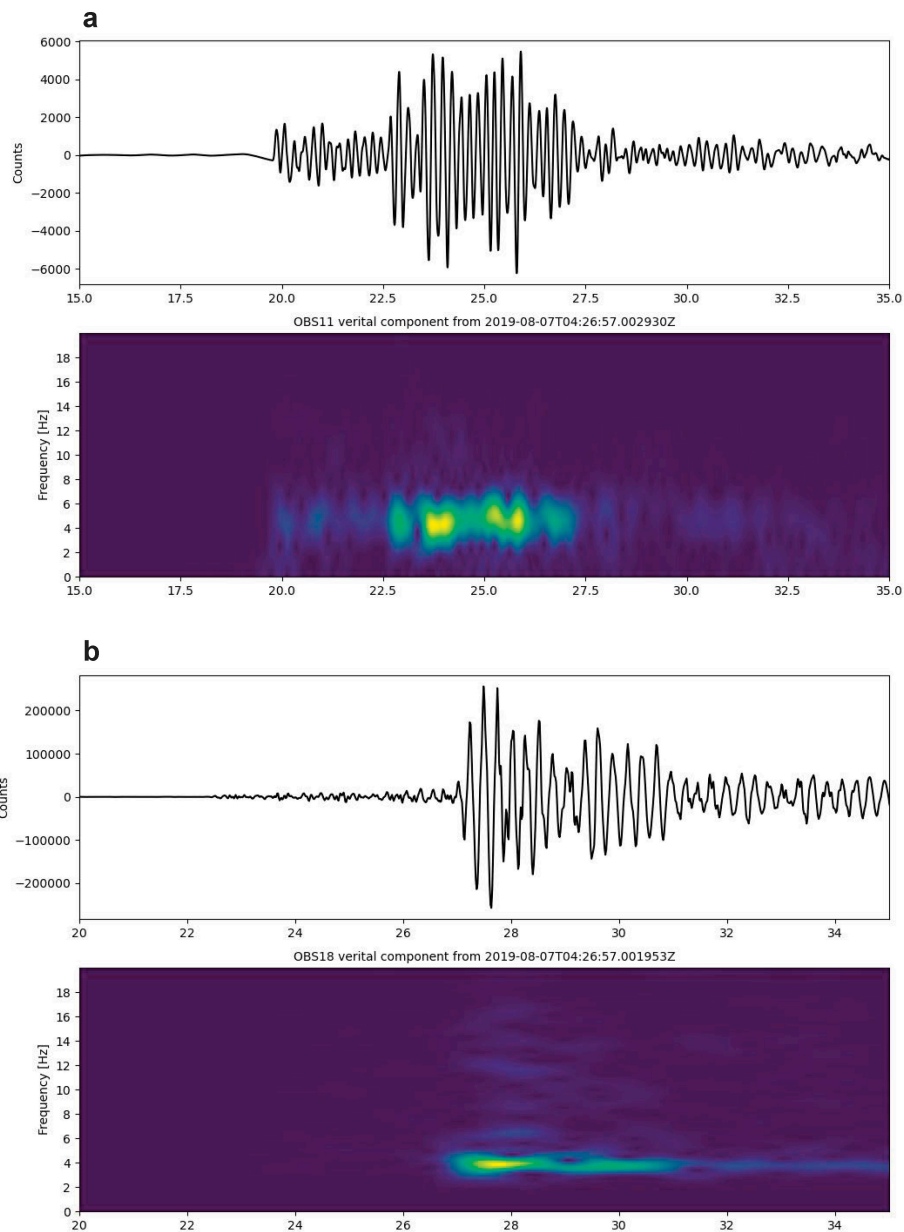 a
6000
4000
2000
0
−2000
−4000
−6000
Counts
15.0 17.5 20.0 22.5 25.0 27.5 30.0 32.5 35.0
OBS11 verital component from 2019-08-07T04:26:57.002930Z
18
16
14
12
10
8
6
4
2
0
Frequency [Hz]
15.0 17.5 20.0 22.5 25.0 27.5 30.0 32.5 35.0
b
200000
100000
0
−100000
−200000
Counts
20 22 24 26 28 30 32 34
OBS18 verital component from 2019-08-07T04:26:57.001953Z
18
16
14
12
10
8
6
4
2
0
Frequency [Hz]
20 22 24 26 28 30 32 34